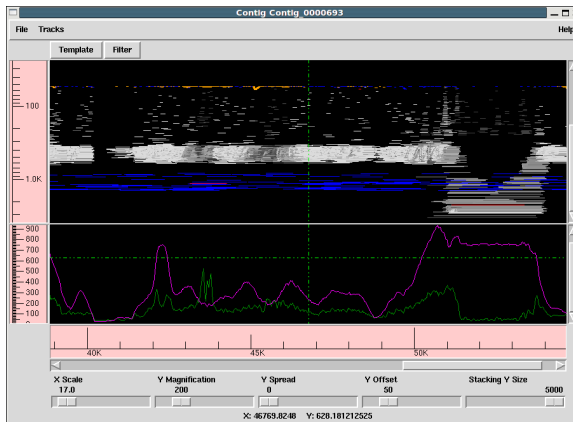 Contig Contig_0000693
File Tracks Help
Template Filter
100
1.0K
900
800
700
600
500
400
300
200
100
0
40K 45K 50K
X Scale Y Magnification Y Spread Y Offset Stacking Y Size
17.0 200 0 50 5000
X: 46769.8248 Y: 628.181212525